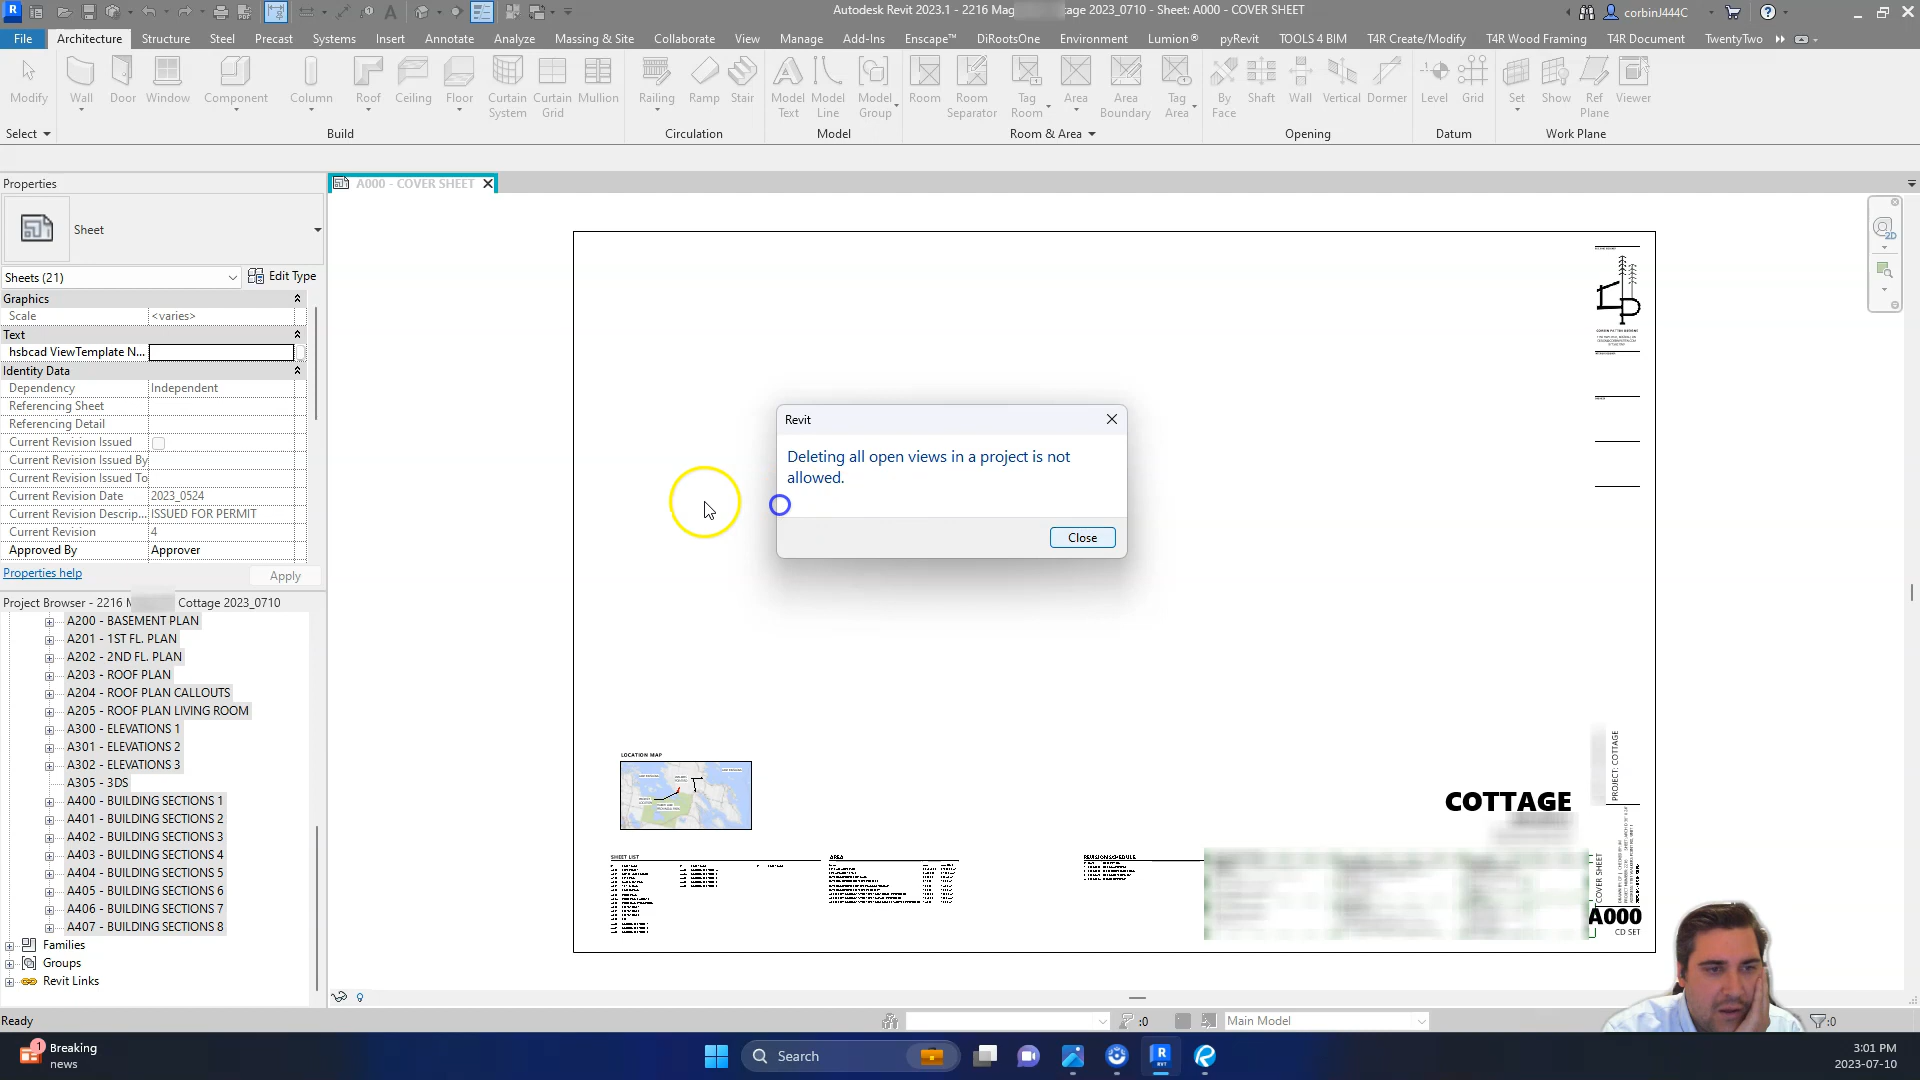 Autodesk Revit 2023.1 - 2216 Mag tage 2023_0710 - Sheet: A000 - COVER SHEET
corbinJ444C
File Architecture Structure Steel Precast Systems Insert Annotate Analyze Massing & Site Collaborate View Manage Add-Ins Enscape™ DiRootsOne Environment Lumion® pyRevit TOOLS 4 BIM T4R Create/Modify T4R Wood Framing T4R Document TwentyTwo
Modify Wall Door Window Component Column Roof Ceiling Floor Curtain System Curtain Grid Mullion Railing Ramp Stair Model Text Model Line Model Group Room Room Separator Tag Room Area Area Boundary Tag Area By Face Shaft Wall Vertical Dormer Level Grid Set Show Ref Plane Viewer
Select Build Circulation Model Room & Area Opening Datum Work Plane
Properties
A000 - COVER SHEET
Sheet
Sheets (21)
Edit Type
Graphics
Scale <varies>
Text
hsbcad ViewTemplate N...
Identity Data
Dependency Independent
Referencing Sheet
Referencing Detail
Current Revision Issued
Current Revision Issued By
Current Revision Issued To
Current Revision Date 2023_0524
Current Revision Descrip... ISSUED FOR PERMIT
Current Revision 4
Approved By Approver
Properties help
Apply
Project Browser - 2216 M Cottage 2023_0710
A200 - BASEMENT PLAN
A201 - 1ST FL. PLAN
A202 - 2ND FL. PLAN
A203 - ROOF PLAN
A204 - ROOF PLAN CALLOUTS
A205 - ROOF PLAN LIVING ROOM
A300 - ELEVATIONS 1
A301 - ELEVATIONS 2
A302 - ELEVATIONS 3
A305 - 3DS
A400 - BUILDING SECTIONS 1
A401 - BUILDING SECTIONS 2
A402 - BUILDING SECTIONS 3
A403 - BUILDING SECTIONS 4
A404 - BUILDING SECTIONS 5
A405 - BUILDING SECTIONS 6
A406 - BUILDING SECTIONS 7
A407 - BUILDING SECTIONS 8
Families
Groups
Revit Links
Revit
Deleting all open views in a project is not
allowed.
Close
2D
LOCATION MAP
SHEET LIST
AREA
REVISION SCHEDULE
COTTAGE
PROJECT: COTTAGE
COVER SHEET
A000
CD SET
Ready
:0
Main Model
:0
1
Breaking
news
Search
3:01 PM
2023-07-10